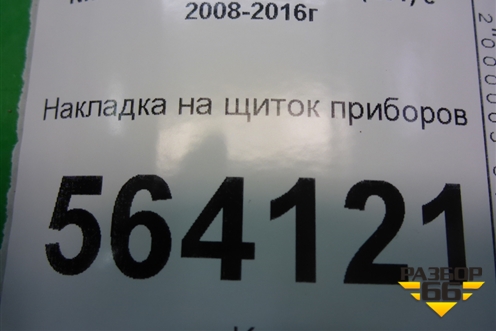 2008-2016г
Накладка на щиток приборов
564121
РАЗБОР
66